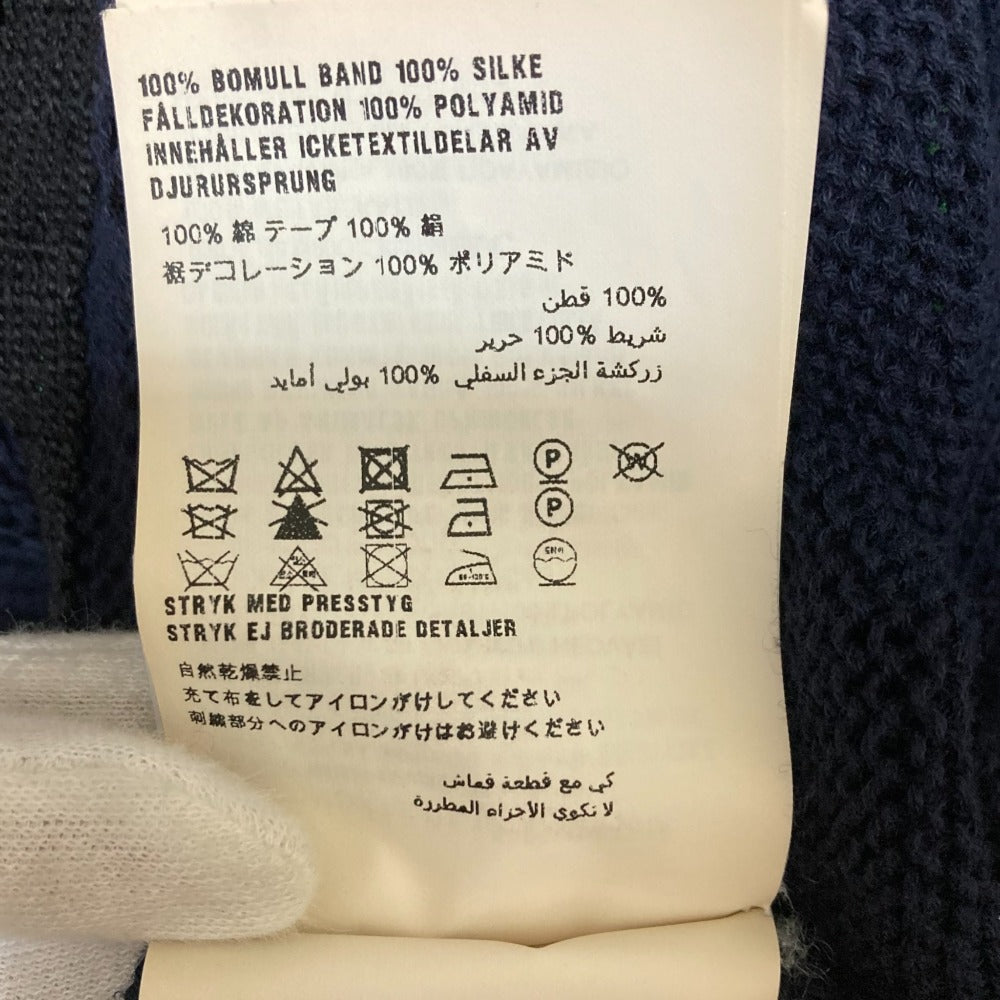 100% BOMULL BAND 100% SILKE
FÅLLDEKORATION 100% POLYAMID
INNEHÅLLER ICKETEXTILDELAR AV
DJURURSPRUNG
100% 綿 テープ 100% 絹
裾デコレーション 100% ポリアミド
100% قطن
شريط 100% حرير
زركشة الجزء السفلي 100% بولي أمايد
P
W
P
STRYK MED PRESSTYG
STRYK EJ BRODERADE DETALJER
自然乾燥禁止
充て布をしてアイロンがけしてください
刺繍部分へのアイロンがけはお避けください
كي مع قطعة قماش
لا تكوي الأجزاء المطرزة